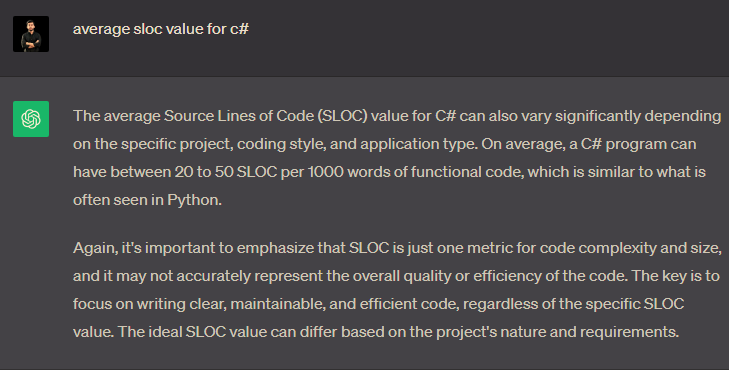 average sloc value for c#
The average Source Lines of Code (SLOC) value for C# can also vary significantly depending
on the specific project, coding style, and application type. On average, a C# program can
have between 20 to 50 SLOC per 1000 words of functional code, which is similar to what is
often seen in Python.
Again, it's important to emphasize that SLOC is just one metric for code complexity and size,
and it may not accurately represent the overall quality or efficiency of the code. The key is to
focus on writing clear, maintainable, and efficient code, regardless of the specific SLOC
value. The ideal SLOC value can differ based on the project's nature and requirements.